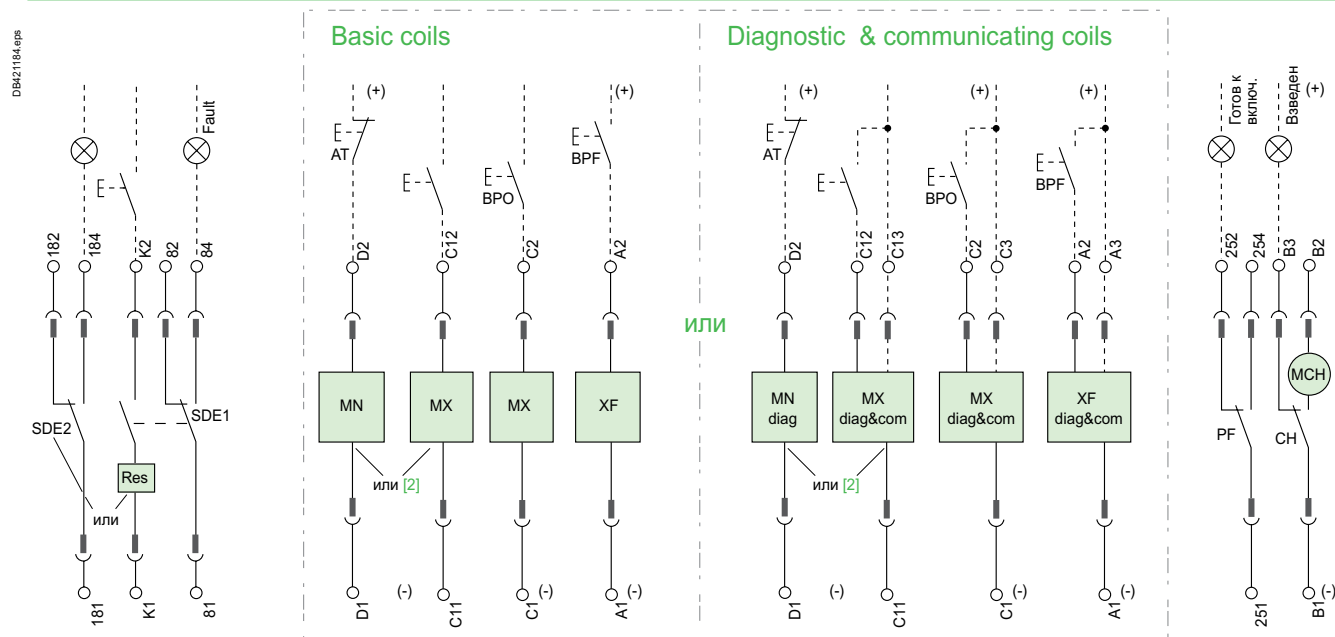 DB421184.eps
Basic coils
Diagnostic & communicating coils
Fault
182
184
K2
82
84
SDE2
SDE1
Res
или
181
K1
81
(+)
(+)
AT
BPO
BPF
D2
C12
C2
A2
MN
MX
MX
XF
или [2]
D1
(-)
C11
C1
(-)
A1
(-)
или
(+)
(+)
(+)
AT
BPO
BPF
D2
C12
C13
C2
C3
A2
A3
MN
diag
MX
diag&com
MX
diag&com
XF
diag&com
или [2]
D1
(-)
C11
C1
(-)
A1
(-)
Готов к
включ.
Взведен
(+)
252
254
B3
B2
MCH
PF
CH
251
B1
(-)